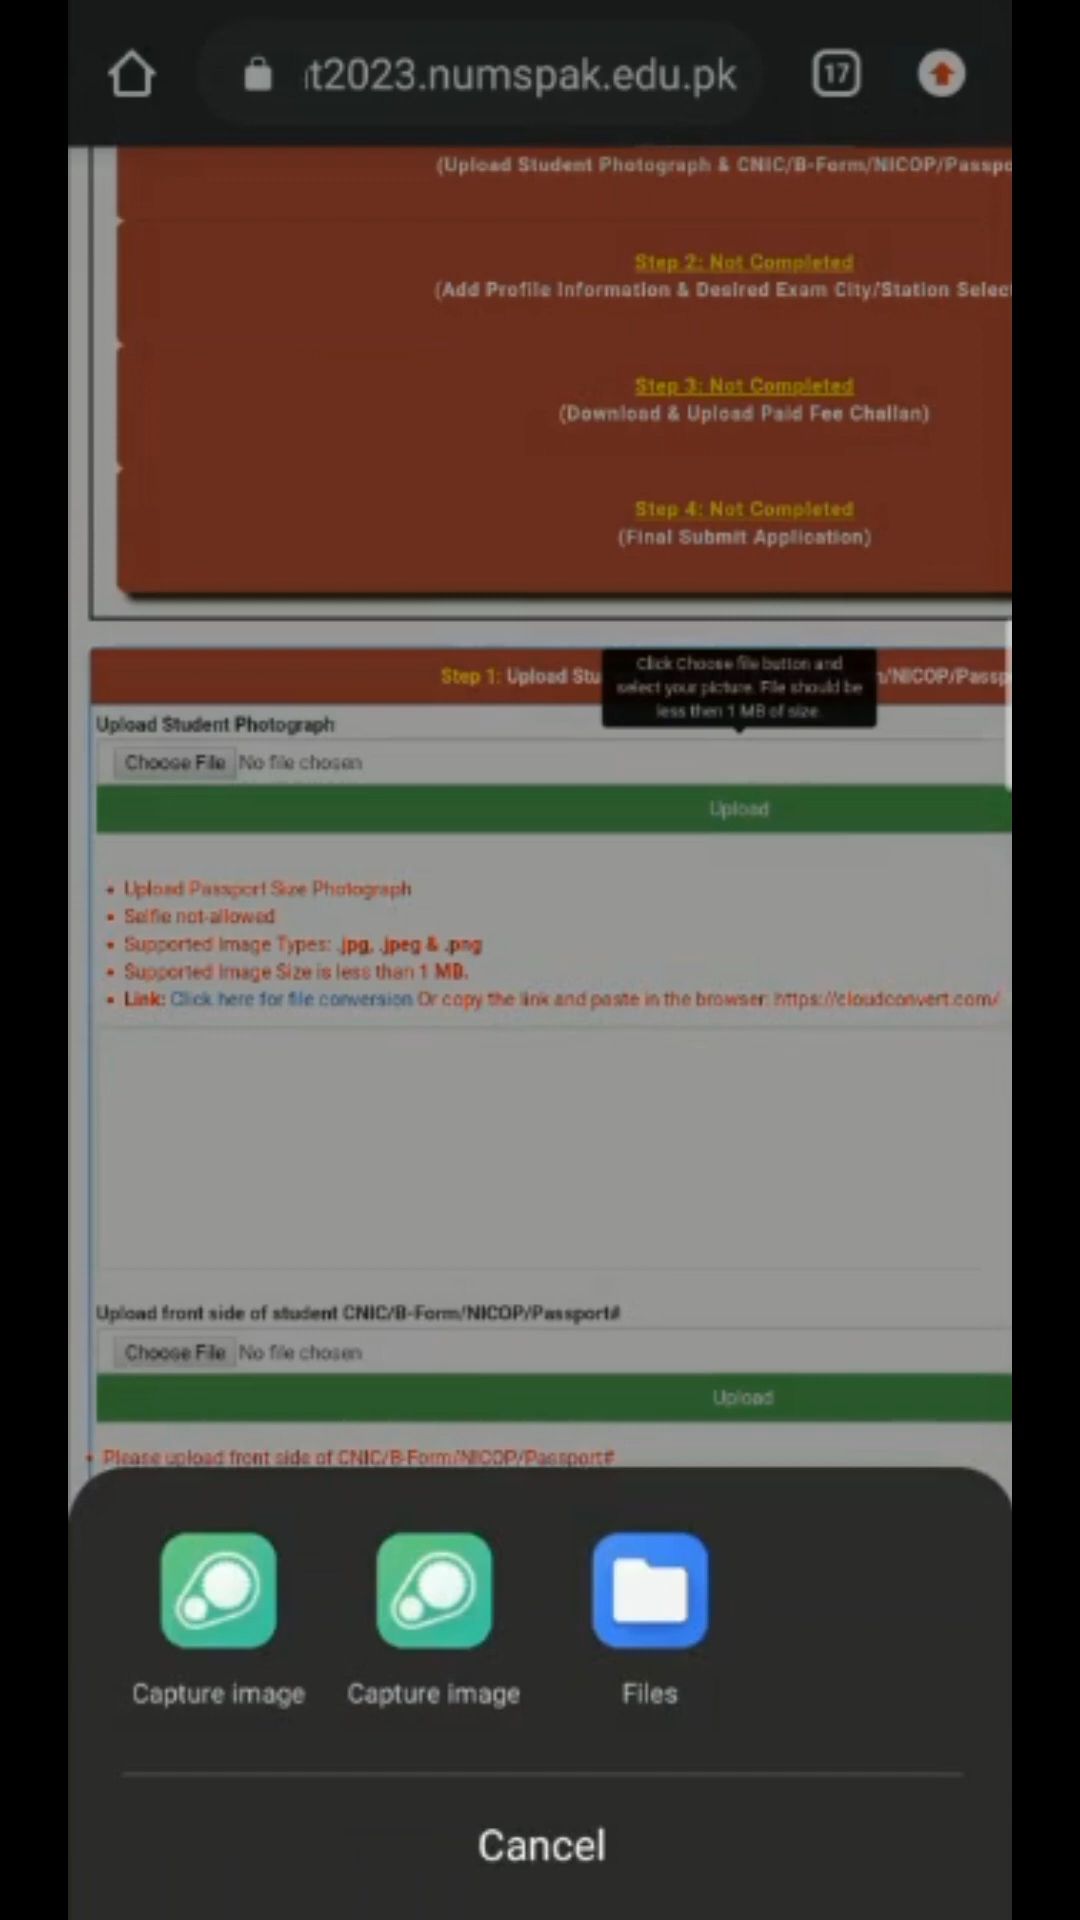 ıt2023.numspak.edu.pk
17
(Upload Student Photograph & CNIC/B-Form/NICOP/Passpo
Step 2: Not Completed
(Add Profile Information & Desired Exam City/Station Select
Step 3: Not Completed
(Download & Upload Paid Fee Challan)
Step 4: Not Completed
(Final Submit Application)
Click Choose file button and
select your picture. File should be
less then 1 MB of size.
Step 1: Upload Stu
/NICOP/Passp
Upload Student Photograph
Choose File No file chosen
Upload
• Upload Passport Size Photograph
• Selfie not-allowed
• Supported Image Types: .jpg, .jpeg & .png
• Supported Image Size is less than 1 MB.
• Link: Click here for file conversion Or copy the link and paste in the browser: https://cloudconvert.com/
Upload front side of student CNIC/B-Form/NICOP/Passport#
Choose File No file chosen
Upload
• Please upload front side of CNIC/B-Form/NICOP/Passport#
Capture image
Capture image
Files
Cancel